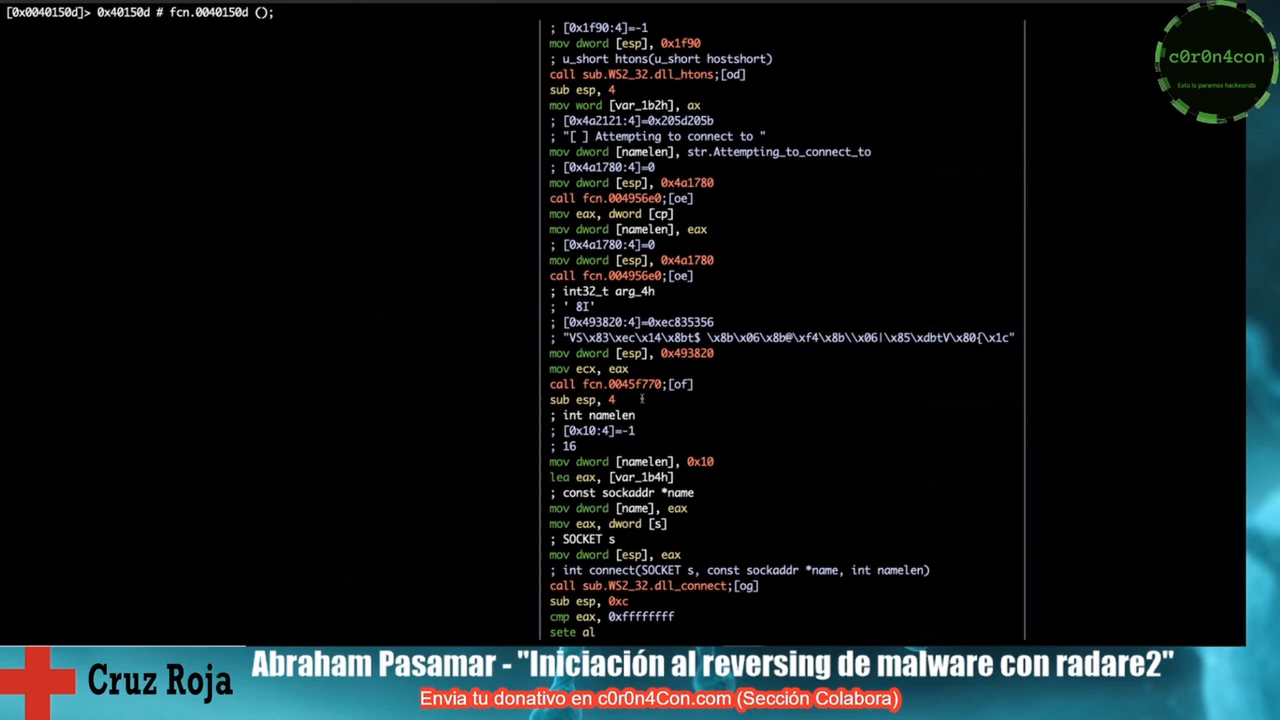 [0x0040150d]> 0x40150d # fcn.0040150d ();
; [0x1f90:4]=-1
mov dword [esp], 0x1f90
; u_short htons(u_short hostshort)
call sub.WS2_32.dll_htons;[od]
sub esp, 4
mov word [var_1b2h], ax
; [0x4a2121:4]=0x205d205b
; "[ ] Attempting to connect to "
mov dword [namelen], str.Attempting_to_connect_to
; [0x4a1780:4]=0
mov dword [esp], 0x4a1780
call fcn.004956e0;[oe]
mov eax, dword [cp]
mov dword [namelen], eax
; [0x4a1780:4]=0
mov dword [esp], 0x4a1780
call fcn.004956e0;[oe]
; int32_t arg_4h
; ' 8I'
; [0x493820:4]=0xec835356
; "VS\x83\xec\x14\x8bt$ \x8b\x06\x8b@\xf4\x8b\\x06|\x85\xdbtV\x80{\x1c"
mov dword [esp], 0x493820
mov ecx, eax
call fcn.0045f770;[of]
sub esp, 4
; int namelen
; [0x10:4]=-1
; 16
mov dword [namelen], 0x10
lea eax, [var_1b4h]
; const sockaddr *name
mov dword [name], eax
mov eax, dword [s]
; SOCKET s
mov dword [esp], eax
; int connect(SOCKET s, const sockaddr *name, int namelen)
call sub.WS2_32.dll_connect;[og]
sub esp, 0xc
cmp eax, 0xffffffff
sete al
c0r0n4con
Esto lo paramos hackeando
Cruz Roja
Abraham Pasamar - "Iniciación al reversing de malware con radare2"
Envia tu donativo en c0r0n4Con.com (Sección Colabora)